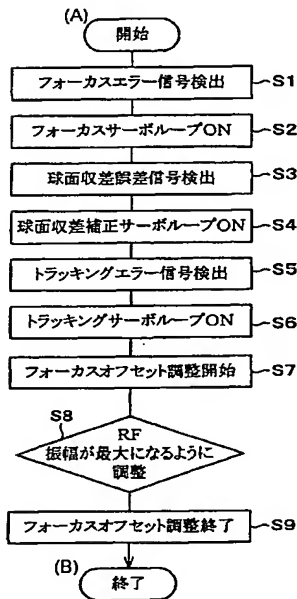 (A)
開始
フォーカスエラー信号検出 S1
フォーカスサーボループON S2
球面収差誤差信号検出 S3
球面収差補正サーボループON S4
トラッキングエラー信号検出 S5
トラッキングサーボループON S6
フォーカスオフセット調整開始 S7
S8
RF
振幅が最大になるように
調整
フォーカスオフセット調整終了 S9
(B)
終了